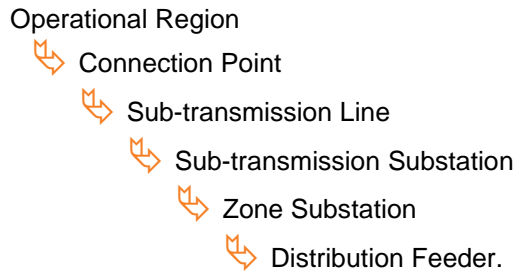 Operational Region
Connection Point
Sub-transmission Line
Sub-transmission Substation
Zone Substation
Distribution Feeder.